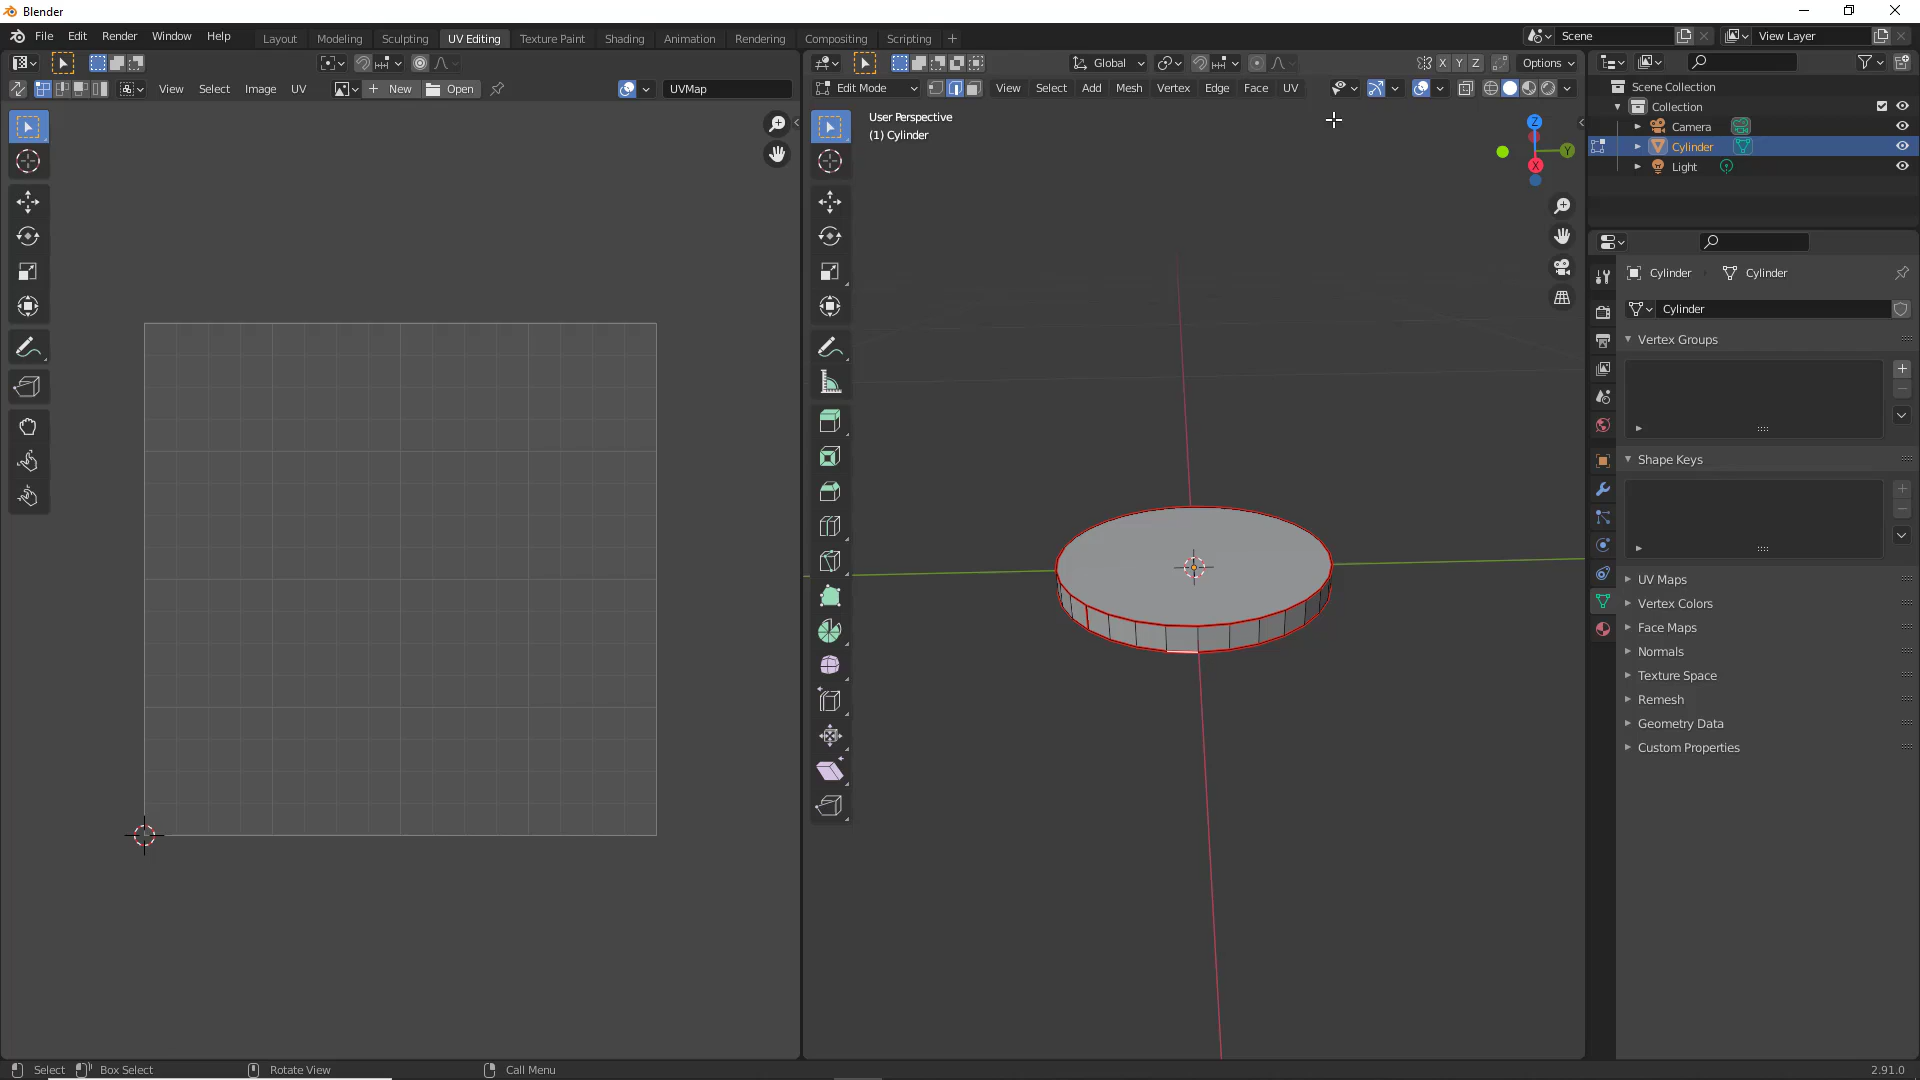 Blender
File Edit Render Window Help Layout Modeling Sculpting UV Editing Texture Paint Shading Animation Rendering Compositing Scripting Scene View Layer
Global X Y Z Options
View Select Image UV New Open UVMap
Edit Mode View Select Add Mesh Vertex Edge Face UV
User Perspective
(1) Cylinder
Z
Y
X
Scene Collection
Collection
Camera
Cylinder
Light
Cylinder Cylinder
Cylinder
Vertex Groups
Shape Keys
UV Maps
Vertex Colors
Face Maps
Normals
Texture Space
Remesh
Geometry Data
Custom Properties
Select Box Select Rotate View Call Menu 2.91.0